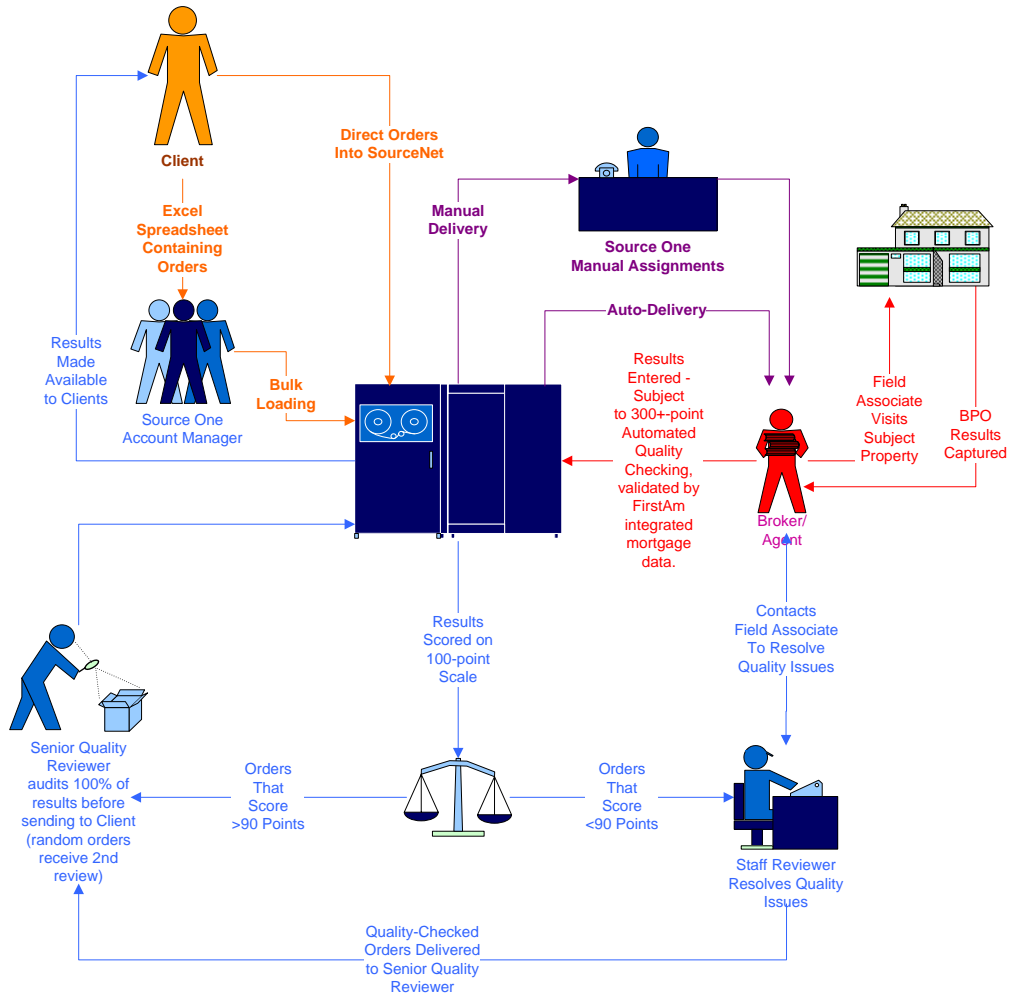 Client
Direct Orders
Into SourceNet
Excel
Spreadsheet
Containing
Orders
Manual
Delivery
Source One
Manual Assignments
Auto-Delivery
Results
Made
Available
to Clients
Source One
Account Manager
Bulk
Loading
Results
Entered -
Subject
to 300+-point
Automated
Quality
Checking,
validated by
FirstAm
integrated
mortgage
data.
Field
Associate
Visits
Subject
Property
BPO
Results
Captured
Broker/
Agent
Results
Scored on
100-point
Scale
Contacts
Field Associate
To Resolve
Quality Issues
Senior Quality
Reviewer
audits 100% of
results before
sending to Client
(random orders
receive 2nd
review)
Orders
That
Score
>90 Points
Orders
That
Score
<90 Points
Staff Reviewer
Resolves Quality
Issues
Quality-Checked
Orders Delivered
to Senior Quality
Reviewer